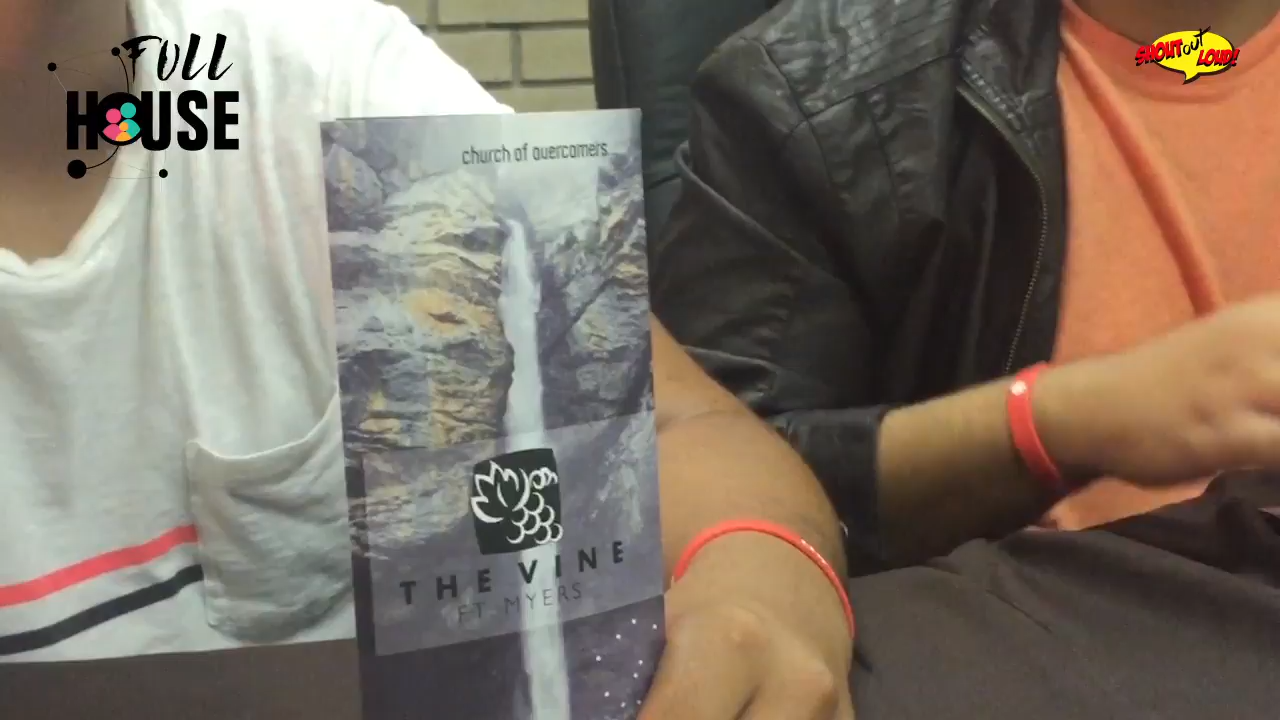 FULL
HOUSE
SHOUT OUT
LOUD!
church of overcomers
THE VINE
FT MYERS